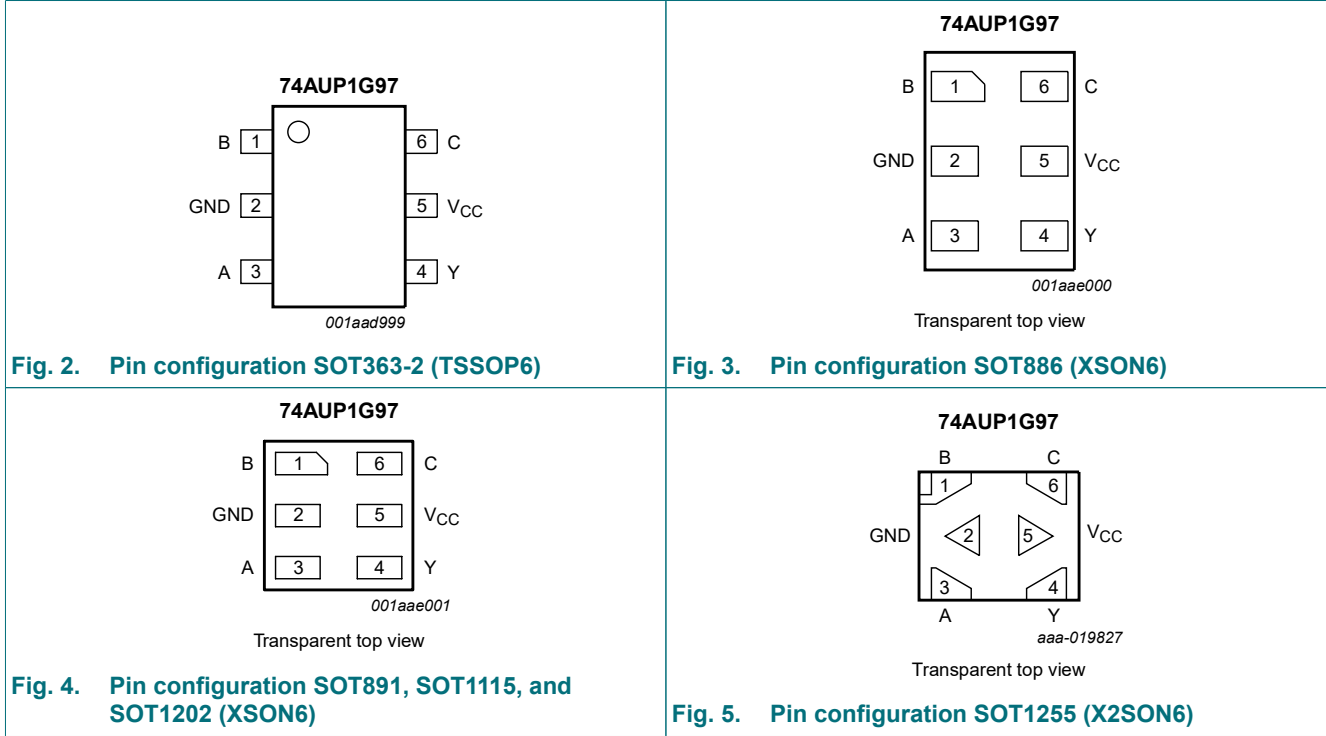 74AUP1G97
B 1 6 C
GND 2 5 VCC
A 3 4 Y
001aad999
Fig. 2. Pin configuration SOT363-2 (TSSOP6)
74AUP1G97
B 1 6 C
GND 2 5 VCC
A 3 4 Y
001aae000
Transparent top view
Fig. 3. Pin configuration SOT886 (XSON6)
74AUP1G97
B 1 6 C
GND 2 5 VCC
A 3 4 Y
001aae001
Transparent top view
Fig. 4. Pin configuration SOT891, SOT1115, and
SOT1202 (XSON6)
74AUP1G97
B C
1 6
GND 2 5 VCC
3 4
A Y
aaa-019827
Transparent top view
Fig. 5. Pin configuration SOT1255 (X2SON6)